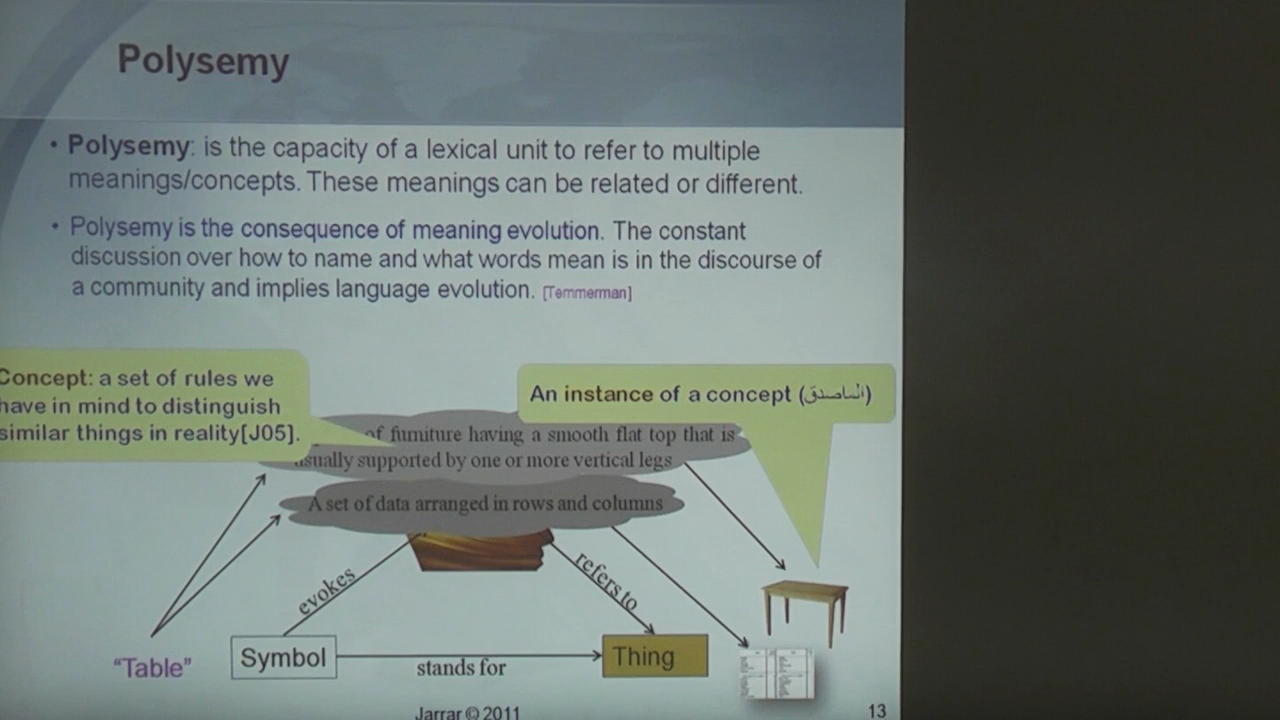 Polysemy
• Polysemy: is the capacity of a lexical unit to refer to multiple
meanings/concepts. These meanings can be related or different.
• Polysemy is the consequence of meaning evolution. The constant
discussion over how to name and what words mean is in the discourse of
a community and implies language evolution. [Temmerman]
Concept: a set of rules we
have in mind to distinguish
similar things in reality[J05].
An instance of a concept (الماصدق)
of furniture having a smooth flat top that is
usually supported by one or more vertical legs
A set of data arranged in rows and columns
evokes
refers to
"Table"
Symbol
stands for
Thing
Jarrar © 2011
13